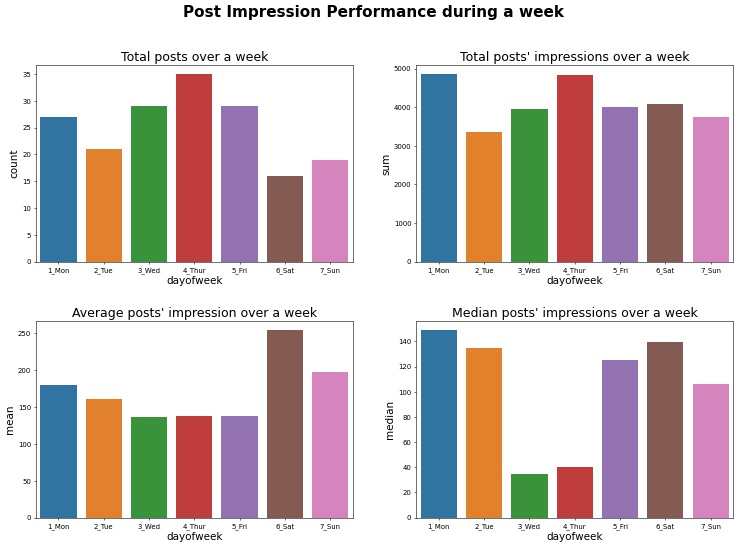 Post Impression Performance during a week
Total posts over a week
35
30
25
20
15
10
5
0
count
1_Mon 2_Tue 3_Wed 4_Thur 5_Fri 6_Sat 7_Sun
dayofweek
Total posts' impressions over a week
5000
4000
3000
2000
1000
0
sum
1_Mon 2_Tue 3_Wed 4_Thur 5_Fri 6_Sat 7_Sun
dayofweek
Average posts' impression over a week
250
200
150
100
50
0
mean
1_Mon 2_Tue 3_Wed 4_Thur 5_Fri 6_Sat 7_Sun
dayofweek
Median posts' impressions over a week
140
120
100
80
60
40
20
0
median
1_Mon 2_Tue 3_Wed 4_Thur 5_Fri 6_Sat 7_Sun
dayofweek